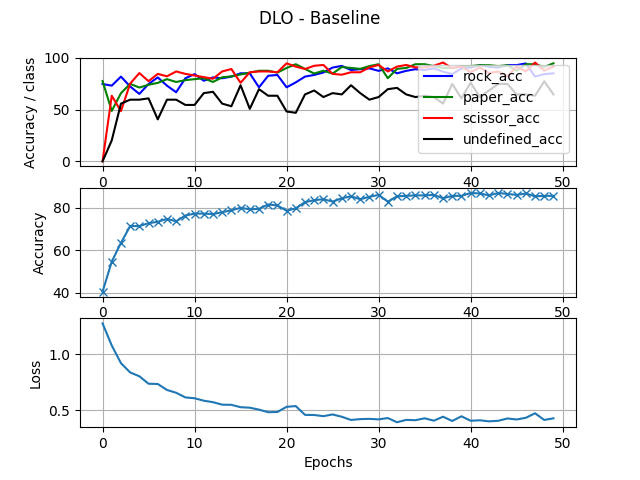 DLO - Baseline
Accuracy / class
100
50
0
rock_acc
paper_acc
scissor_acc
undefined_acc
0 10 20 30 40 50
Accuracy
80
60
40
0 10 20 30 40 50
Loss
1.0
0.5
0 10 20 30 40 50
Epochs